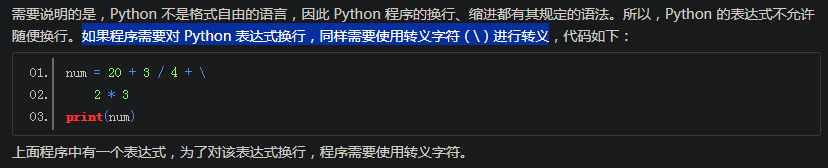 需要说明的是，Python 不是格式自由的语言，因此 Python 程序的换行、缩进都有其规定的语法。所以，Python 的表达式不允许
随便换行。如果程序需要对 Python 表达式换行，同样需要使用转义字符（\）进行转义，代码如下：
01. num = 20 + 3 / 4 + \
02.     2 * 3
03. print(num)
上面程序中有一个表达式，为了对该表达式换行，程序需要使用转义字符。